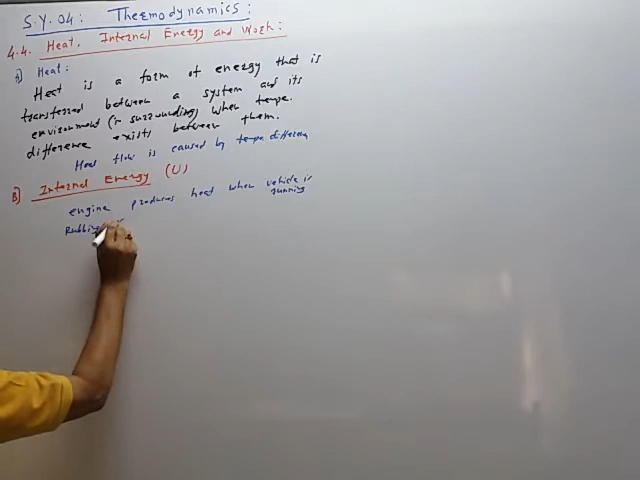 S.Y. 04: Thermodynamics:
4.4. Heat, Internal Energy and Work:
A) Heat:
Heat is a form of energy that is
transferred between a system and its
environment (or surrounding) when tempe.
difference exists between them.
Heat flow is caused by tempe. difference
B) Internal Energy (U)
engine produces heat when vehicle is
running
Rubbing